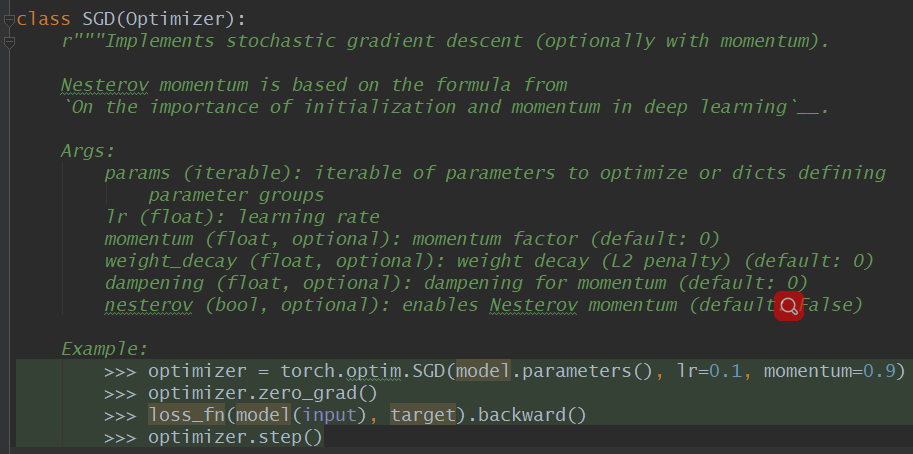 class SGD(Optimizer):
r"""Implements stochastic gradient descent (optionally with momentum).
Nesterov momentum is based on the formula from
`On the importance of initialization and momentum in deep learning`__.
Args:
params (iterable): iterable of parameters to optimize or dicts defining
parameter groups
lr (float): learning rate
momentum (float, optional): momentum factor (default: 0)
weight_decay (float, optional): weight decay (L2 penalty) (default: 0)
dampening (float, optional): dampening for momentum (default: 0)
nesterov (bool, optional): enables Nesterov momentum (default: False)
Example:
>>> optimizer = torch.optim.SGD(model.parameters(), lr=0.1, momentum=0.9)
>>> optimizer.zero_grad()
>>> loss_fn(model(input), target).backward()
>>> optimizer.step()